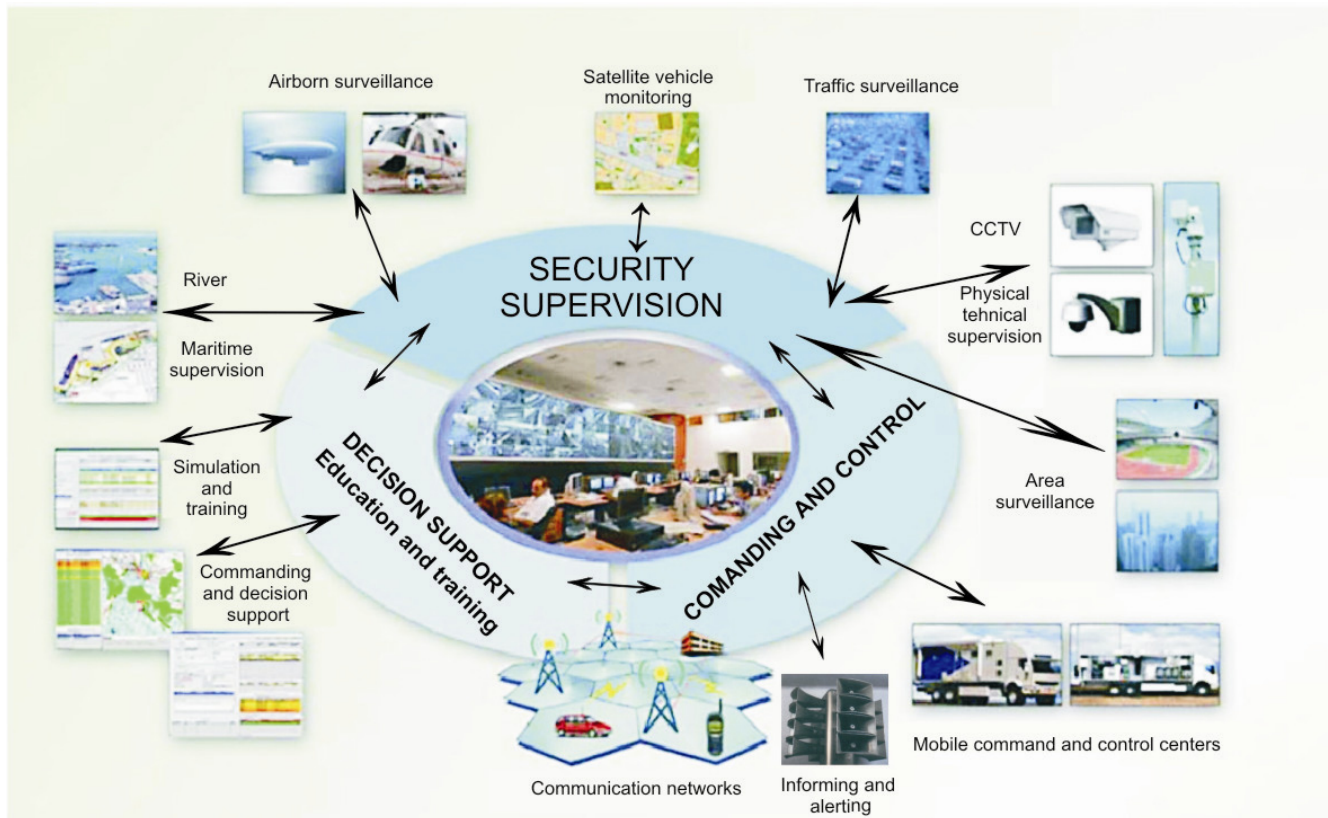 Airborn surveillance
Satellite vehicle
monitoring
Traffic surveillance
CCTV
Physical
tehnical
supervision
River
Maritime
supervision
SECURITY
SUPERVISION
DECISION SUPPORT
Education and training
COMANDING AND CONTROL
Simulation
and
training
Area
surveillance
Commanding
and decision
support
Communication networks
Informing and
alerting
Mobile command and control centers